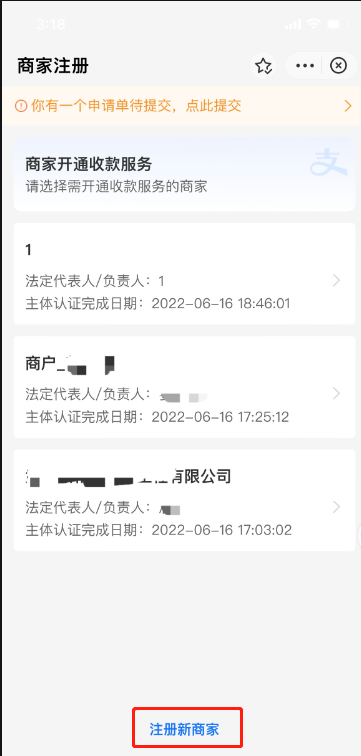 3:18
商家注册
你有一个申请单待提交，点此提交
商家开通收款服务
请选择需开通收款服务的商家
支
1
法定代表人/负责人：1
主体认证完成日期：2022-06-16 18:46:01
商户_
法定代表人/负责人：
主体认证完成日期：2022-06-16 17:25:12
有限公司
法定代表人/负责人：
主体认证完成日期：2022-06-16 17:03:02
注册新商家